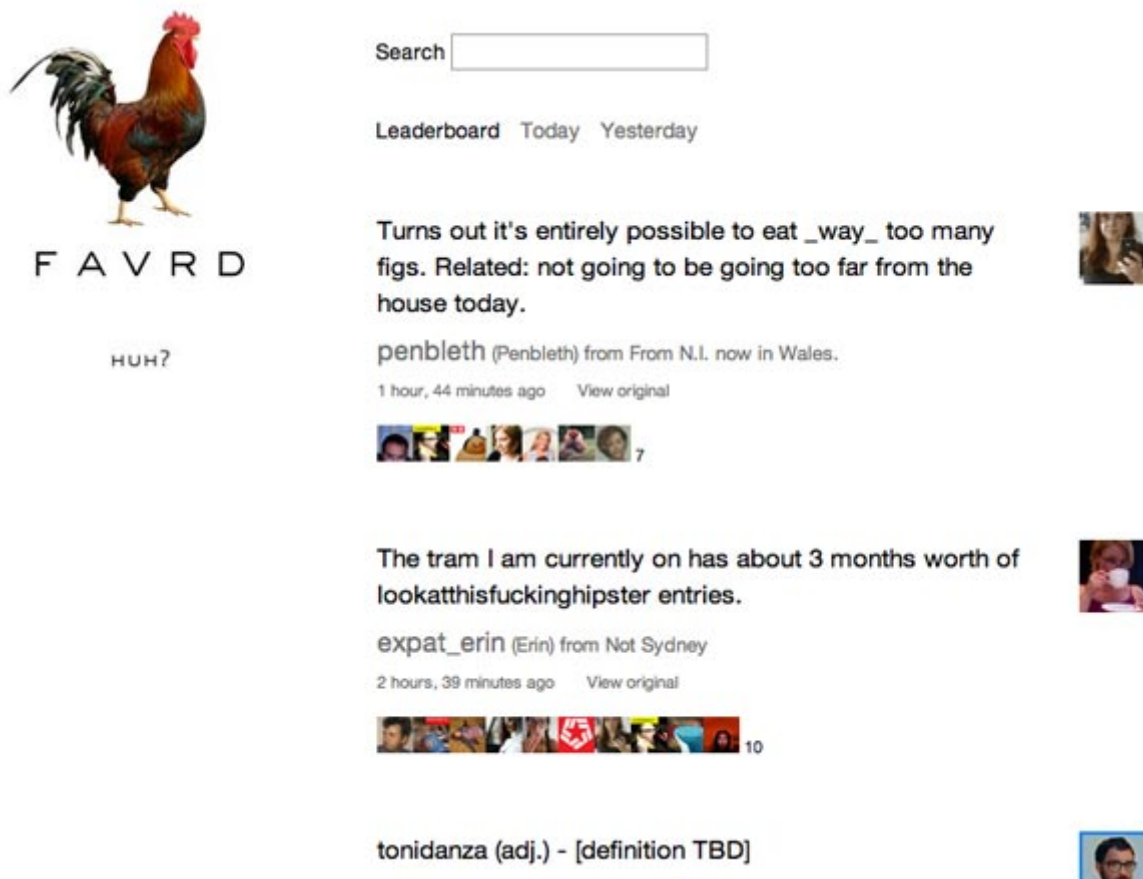 Search
Leaderboard Today Yesterday
FAVRD
HUH?
Turns out it's entirely possible to eat _way_ too many
figs. Related: not going to be going too far from the
house today.
penbleth (Penbleth) from From N.I. now in Wales.
1 hour, 44 minutes ago View original
7
The tram I am currently on has about 3 months worth of
lookatthisfuckinghipster entries.
expat_erin (Erin) from Not Sydney
2 hours, 39 minutes ago View original
10
tonidanza (adj.) - [definition TBD]